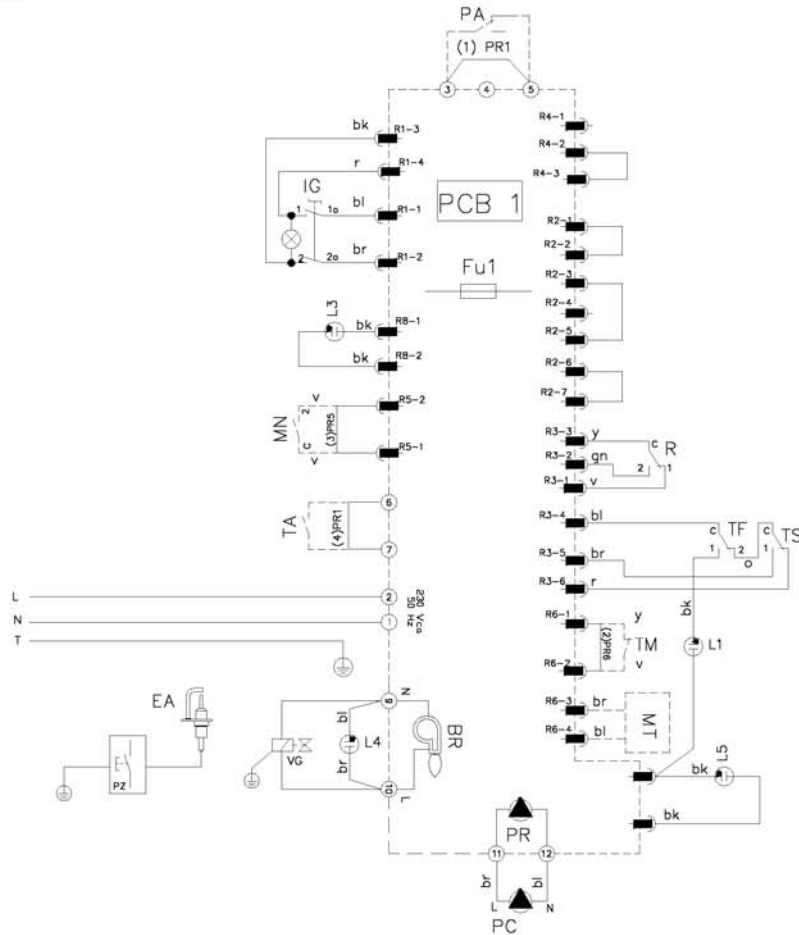 PA
(1) PR1
3 4 5
bk R1-3
r R1-4
IG
1 1o bl R1-1
2 2o br R1-2
PCB 1
Fu1
L3
bk R8-1
bk R8-2
v R5-2
MN
2
C
(3)PR5
v R5-1
6
TA
(4)PR1
7
L 2
N 1
230 Vca
50 Hz
T
EA
PZ
9 N
bl
L4
br
VG
BR
10 L
PR
11 12
br bl
L N
PC
R4-1
R4-2
R4-3
R2-1
R2-2
R2-3
R2-4
R2-5
R2-6
R2-7
R3-3 y
C R
R3-2 gn
2 1
R3-1 v
R3-4 bl
C TF C TS
1 2 1
R3-5 br
R3-6 r
bk
R6-1 y
(2)PR6
TM
L1
R6-2 v
R6-3 br
MT
R6-4 bl
bk L5
bk